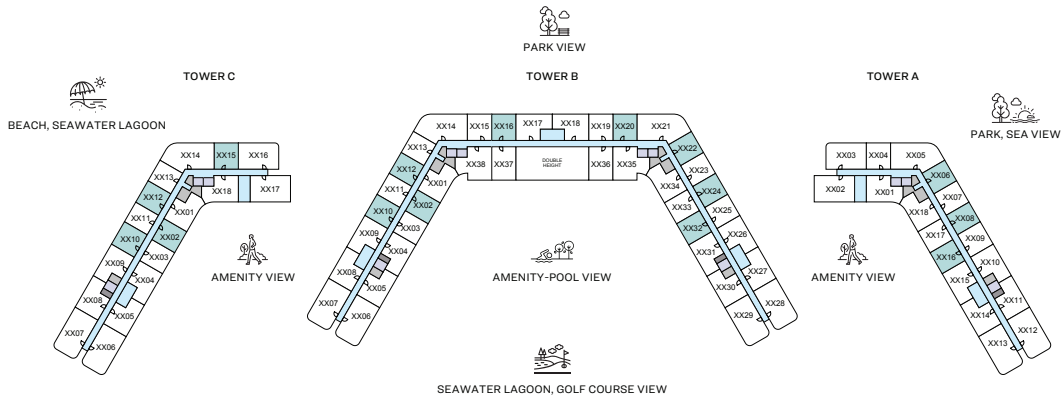 PARK VIEW
TOWER C
TOWER B
TOWER A
BEACH, SEAWATER LAGOON
PARK, SEA VIEW
XX14
XX15
XX16
XX13
XX12
XX11
XX10
XX09
XX08
XX07
XX18
XX17
XX01
XX02
XX03
XX04
XX05
XX06
AMENITY VIEW
XX14
XX15
XX16
XX17
XX18
XX19
XX20
XX21
XX13
XX12
XX11
XX10
XX09
XX08
XX07
XX38
XX37
DOUBLE
HEIGHT
XX36
XX35
XX01
XX02
XX03
XX04
XX05
XX06
XX22
XX23
XX24
XX25
XX26
XX27
XX28
XX34
XX33
XX32
XX31
XX30
XX29
AMENITY-POOL VIEW
XX03
XX04
XX05
XX02
XX01
XX06
XX07
XX08
XX09
XX10
XX11
XX12
XX18
XX17
XX16
XX15
XX14
XX13
AMENITY VIEW
SEAWATER LAGOON, GOLF COURSE VIEW